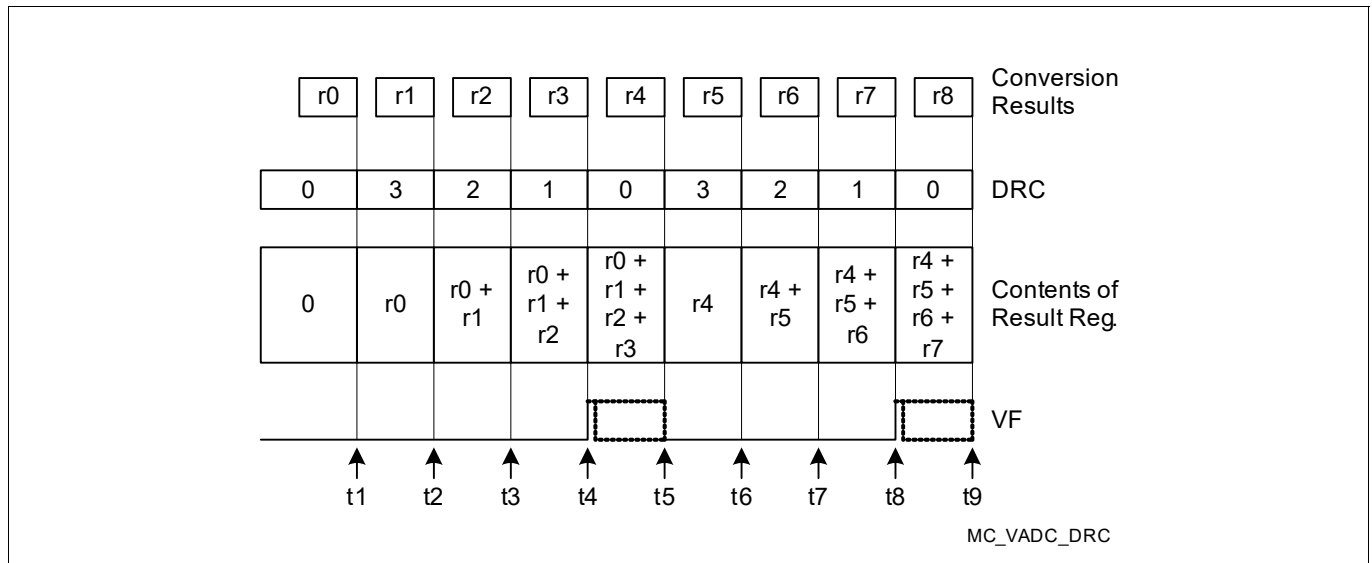 r0 r1 r2 r3 r4 r5 r6 r7 r8
Conversion
Results
0 3 2 1 0 3 2 1 0 DRC
0
r0
r0 +
r1
r0 +
r1 +
r2
r0 +
r1 +
r2 +
r3
r4
r4 +
r5
r4 +
r5 +
r6
r4 +
r5 +
r6 +
r7
Contents of
Result Reg.
VF
t1 t2 t3 t4 t5 t6 t7 t8 t9
MC_VADC_DRC